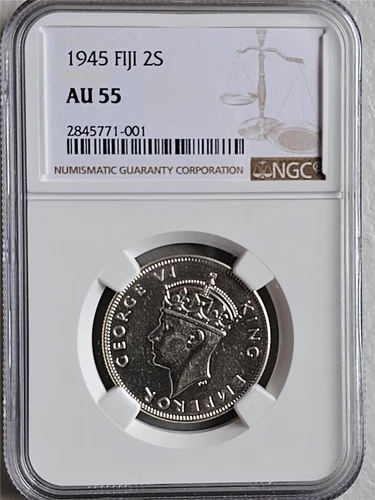 1945 FIJI 2S
AU 55
2845771-001
NUMISMATIC GUARANTY CORPORATION
NGC
GEORGE VI KING EMPEROR